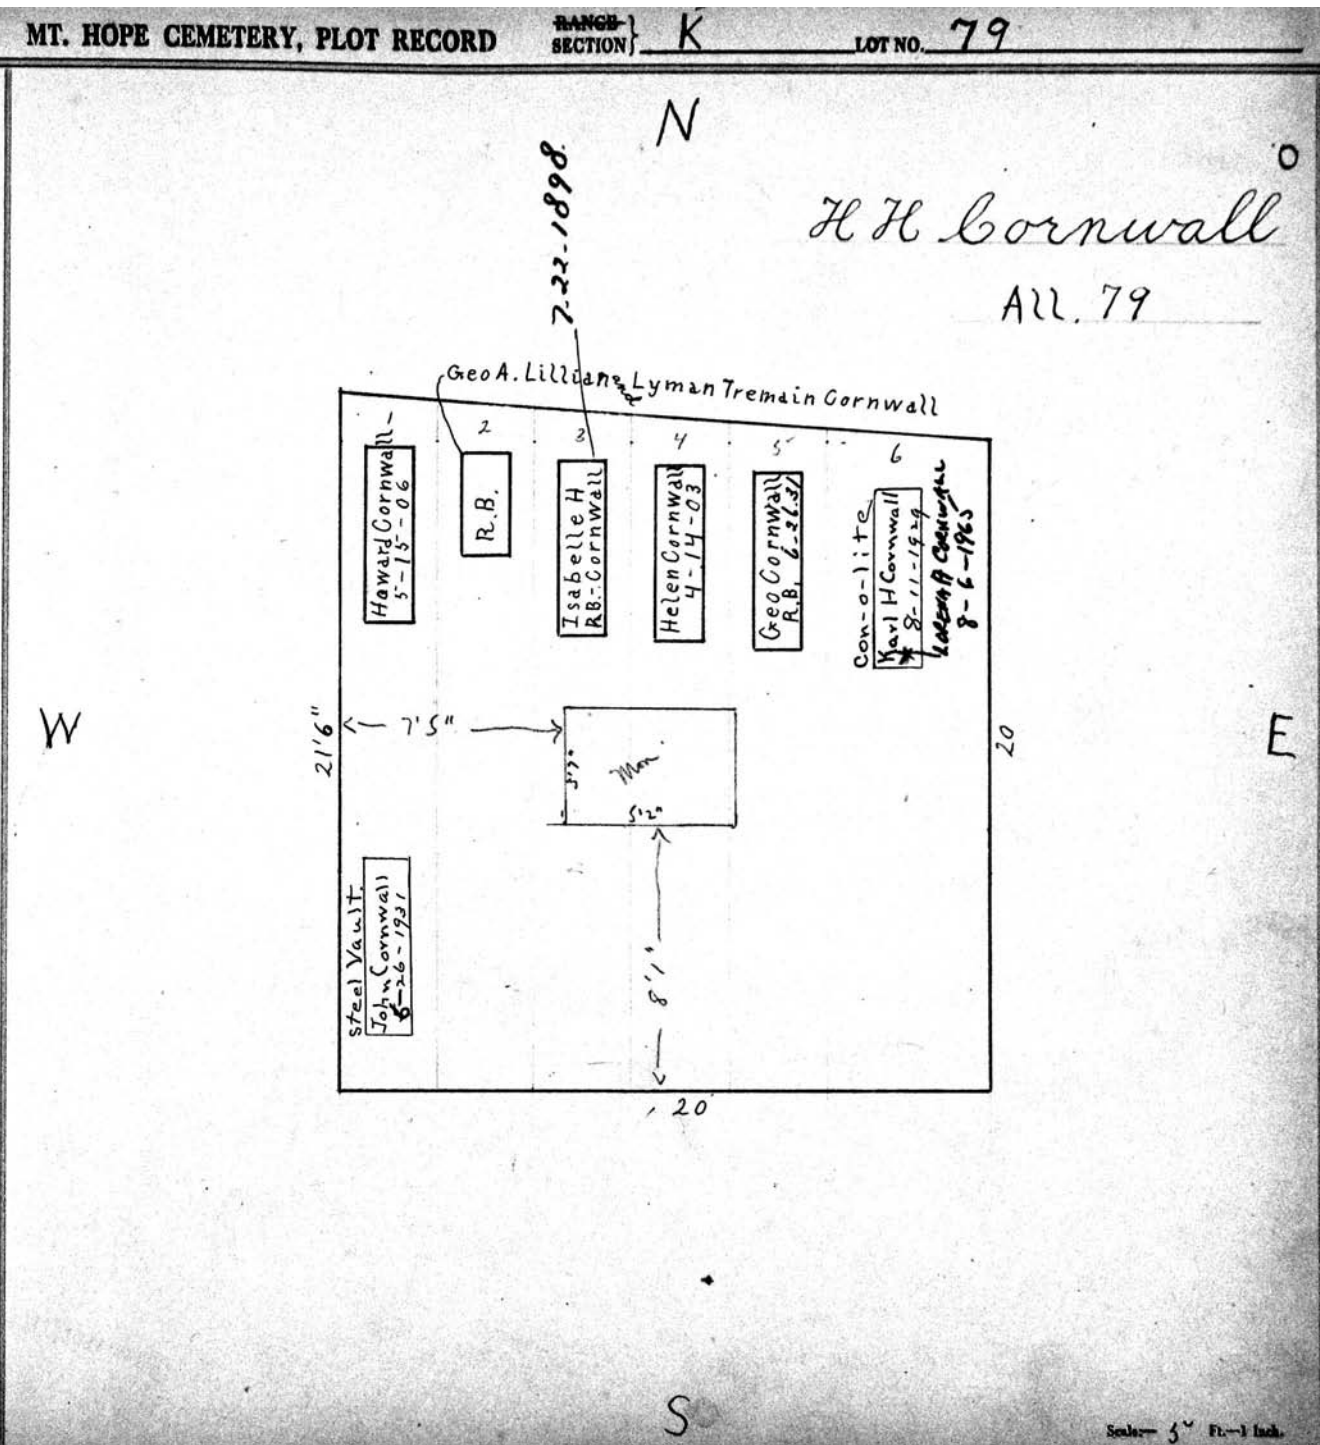 MT. HOPE CEMETERY, PLOT RECORD
RANGE
SECTION } K
LOT NO. 79
N
O
H H Cornwall
All. 79
7-22-1898.
Geo A. Lillian and Lyman Tremain Cornwall
1
2
3
4
5
6
Haward Cornwall
5-15-06
R.B.
Isabelle H
RB-Cornwall
Helen Cornwall
4-14-03
Geo Cornwall
R.B. 6-26.31
Con-o-lite
Karl H Cornwall
8-11-1929
LORENA A CORNWALL
8-6-1965
W
21'6"
7'5"
Mon.
5'2"
20
E
8'1"
Steel Vault.
John Cornwall
6-26-1931
20
S
Scale:— 5 Ft.—1 Inch.